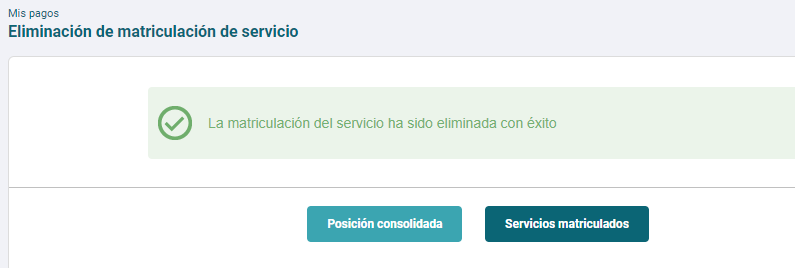 Mis pagos
Eliminación de matriculación de servicio
La matriculación del servicio ha sido eliminada con éxito
Posición consolidada
Servicios matriculados